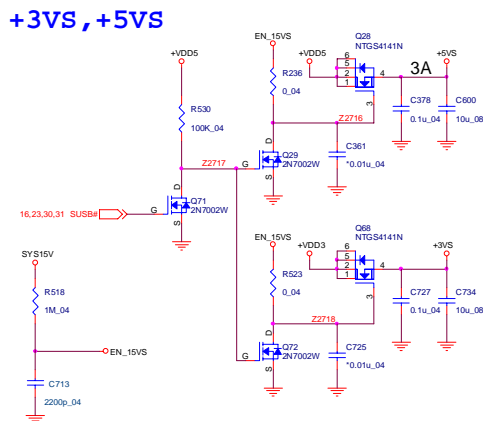 +3VS,+5VS
EN_15VS
+VDD5
Q28
NTGS4141N
+VDD5
+5VS
6
5
2
1
4
3A
R236
0_04
3
R530
100K_04
C378
0.1u_04
C600
10u_08
Z2716
D
Z2717
G
Q29
2N7002W
S
C361
*0.01u_04
D
Q71
2N7002W
16,23,30,31 SUSB#
G
S
EN_15VS
+VDD3
Q68
NTGS4141N
+3VS
6
5
2
1
4
SYS15V
R523
0_04
3
R518
1M_04
C727
0.1u_04
C734
10u_08
Z2718
D
EN_15VS
G
Q72
2N7002W
S
C725
*0.01u_04
C713
2200p_04